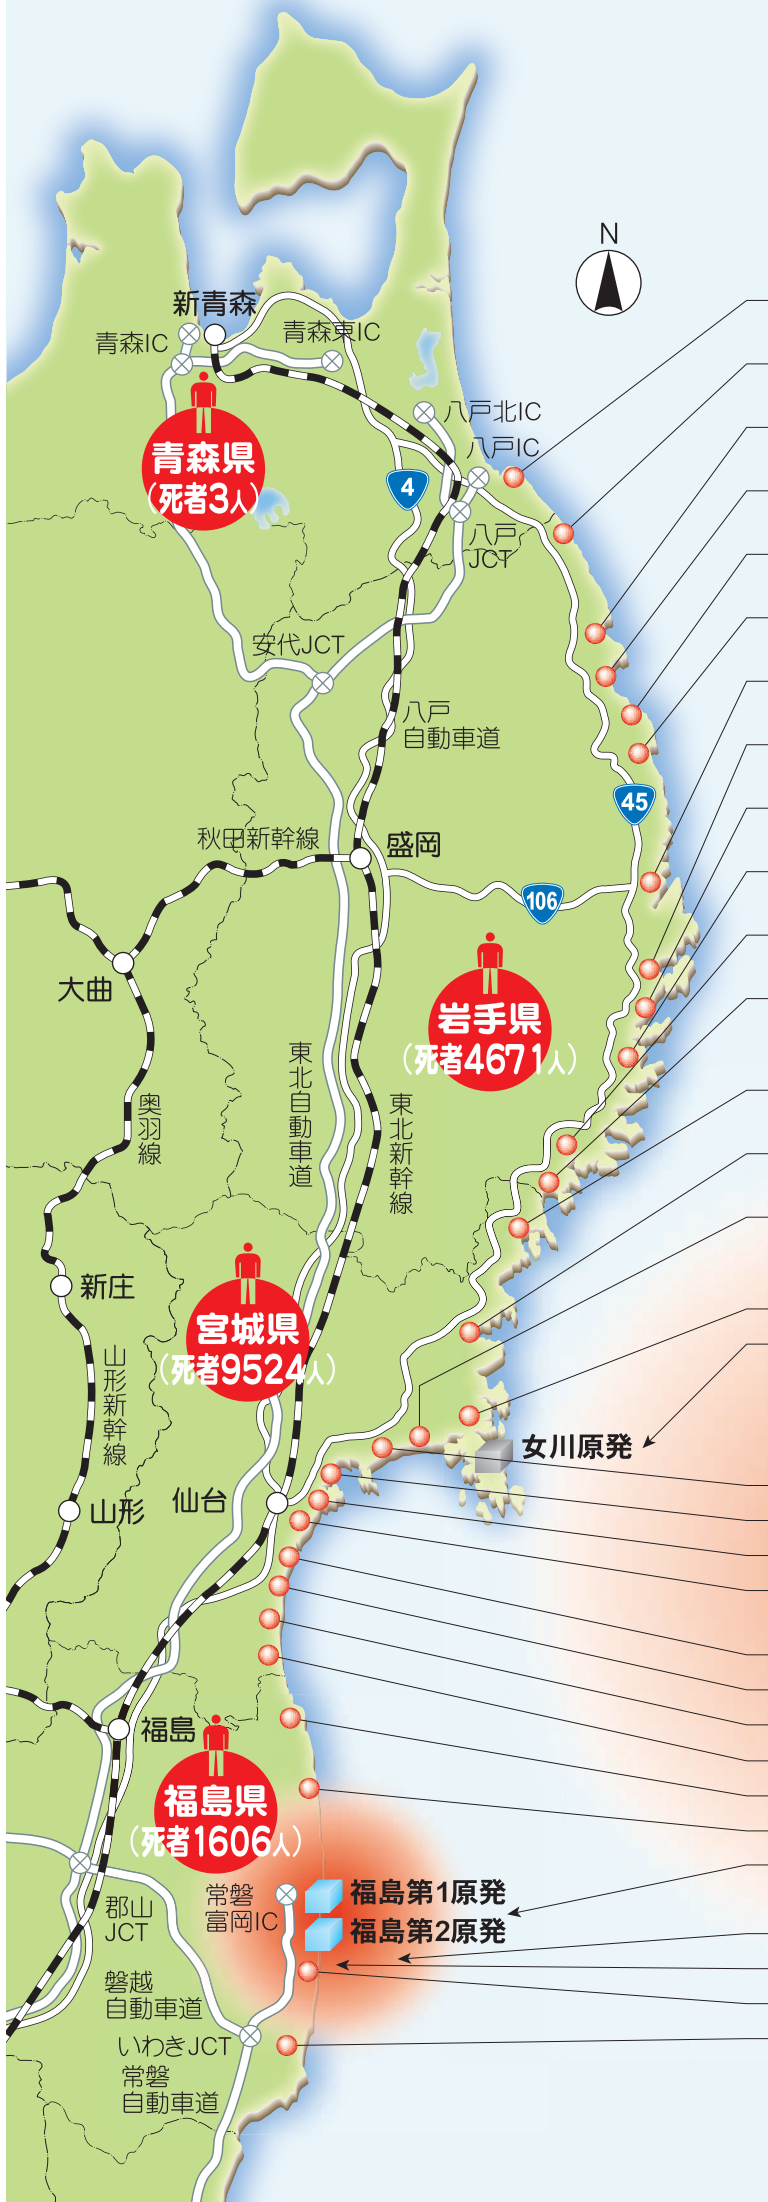 N
新青森
青森IC
青森東IC
八戸北IC
八戸IC
青森県
(死者3人)
4
八戸
JCT
安代JCT
八戸
自動車道
45
秋田新幹線
盛岡
106
大曲
岩手県
(死者4671人)
東北自動車道
奥羽線
東北新幹線
新庄
宮城県
(死者9524人)
山形新幹線
女川原発
仙台
山形
福島
福島県
(死者1606人)
常磐
富岡IC
福島第1原発
福島第2原発
郡山
JCT
磐越
自動車道
いわきJCT
常磐
自動車道